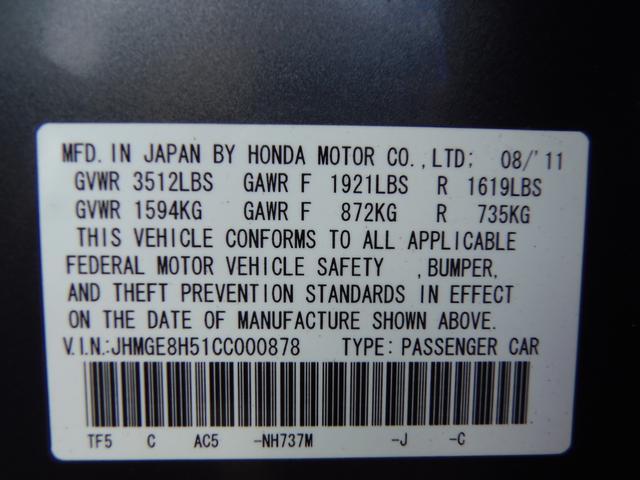 MFD. IN JAPAN BY HONDA MOTOR CO.,LTD; 08/'11
GVWR 3512LBS GAWR F 1921LBS R 1619LBS
GVWR 1594KG GAWR F 872KG R 735KG
THIS VEHICLE CONFORMS TO ALL APPLICABLE
FEDERAL MOTOR VEHICLE SAFETY ,BUMPER,
AND THEFT PREVENTION STANDARDS IN EFFECT
ON THE DATE OF MANUFACTURE SHOWN ABOVE.
V.I.N.:JHMGE8H51CC000878 TYPE: PASSENGER CAR
TF5 C AC5 -NH737M -J -C